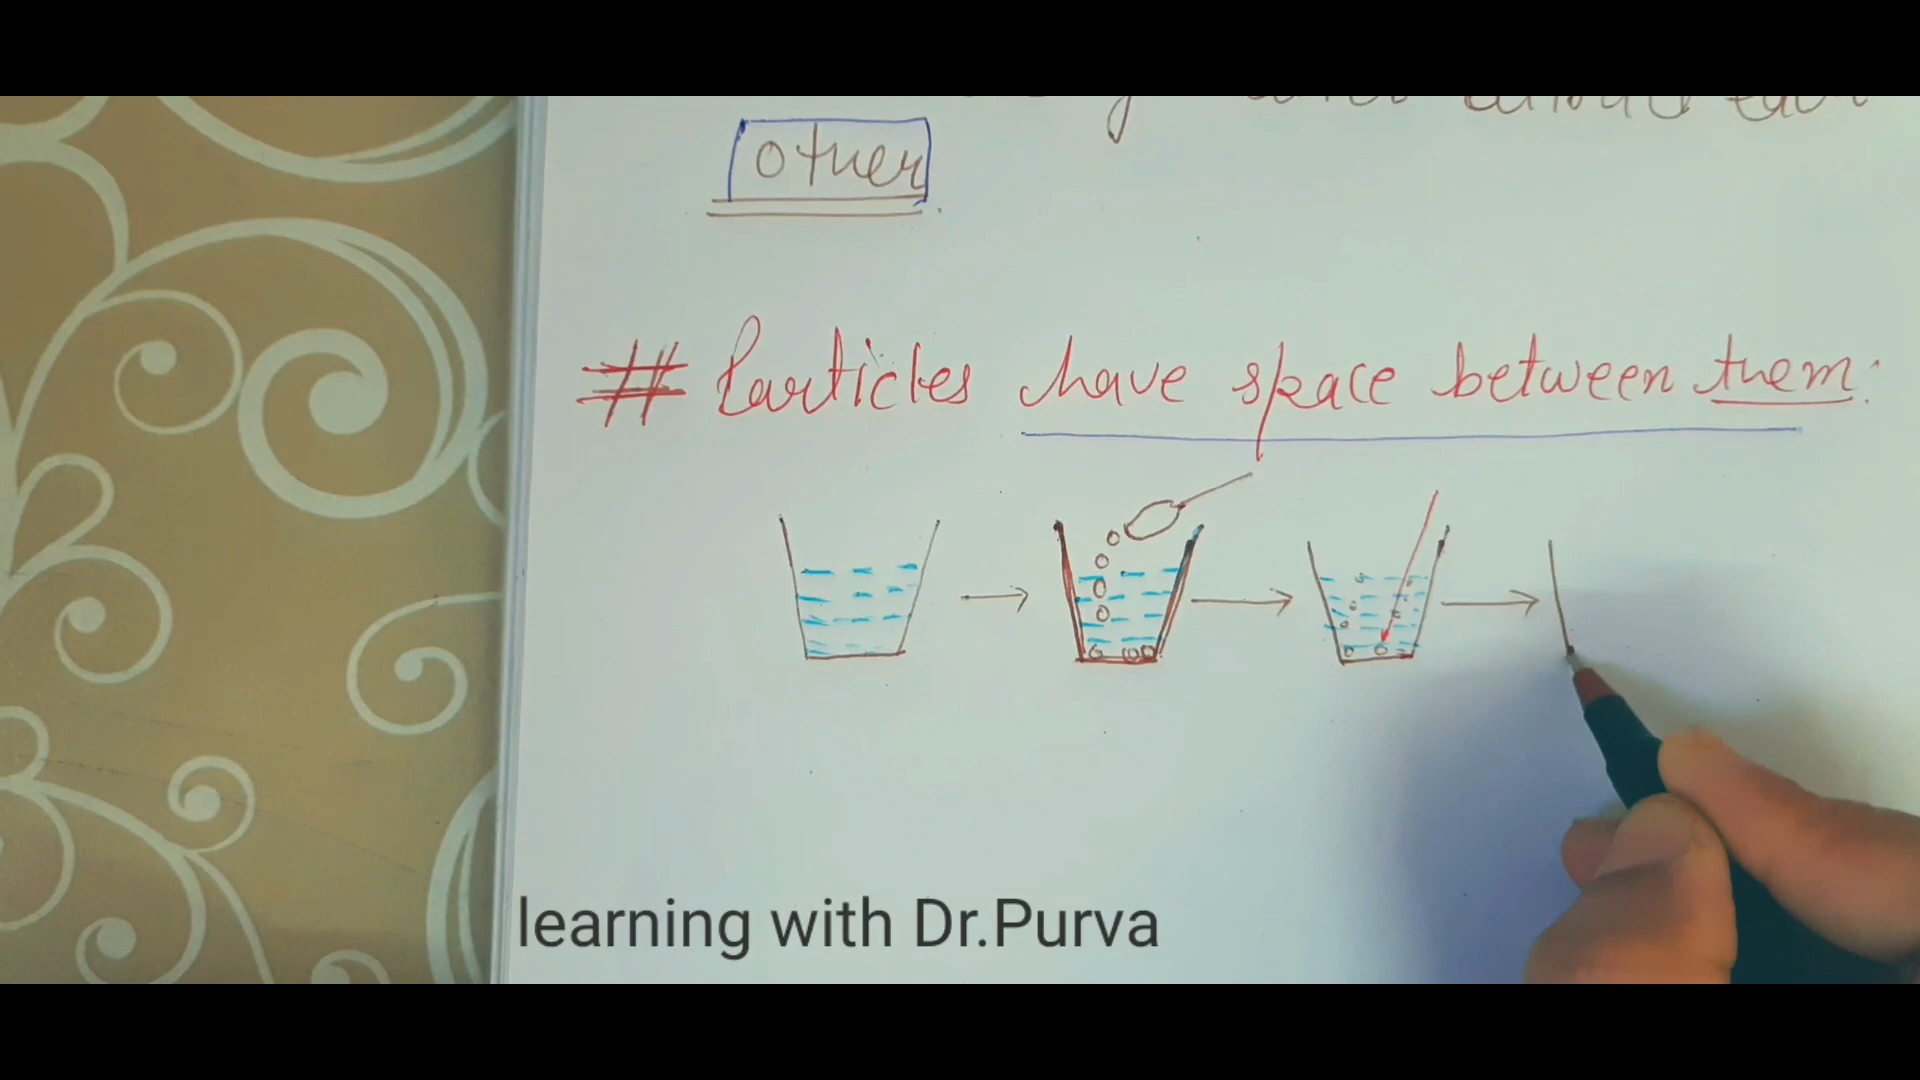 other
# Particles have space between them:
learning with Dr.Purva